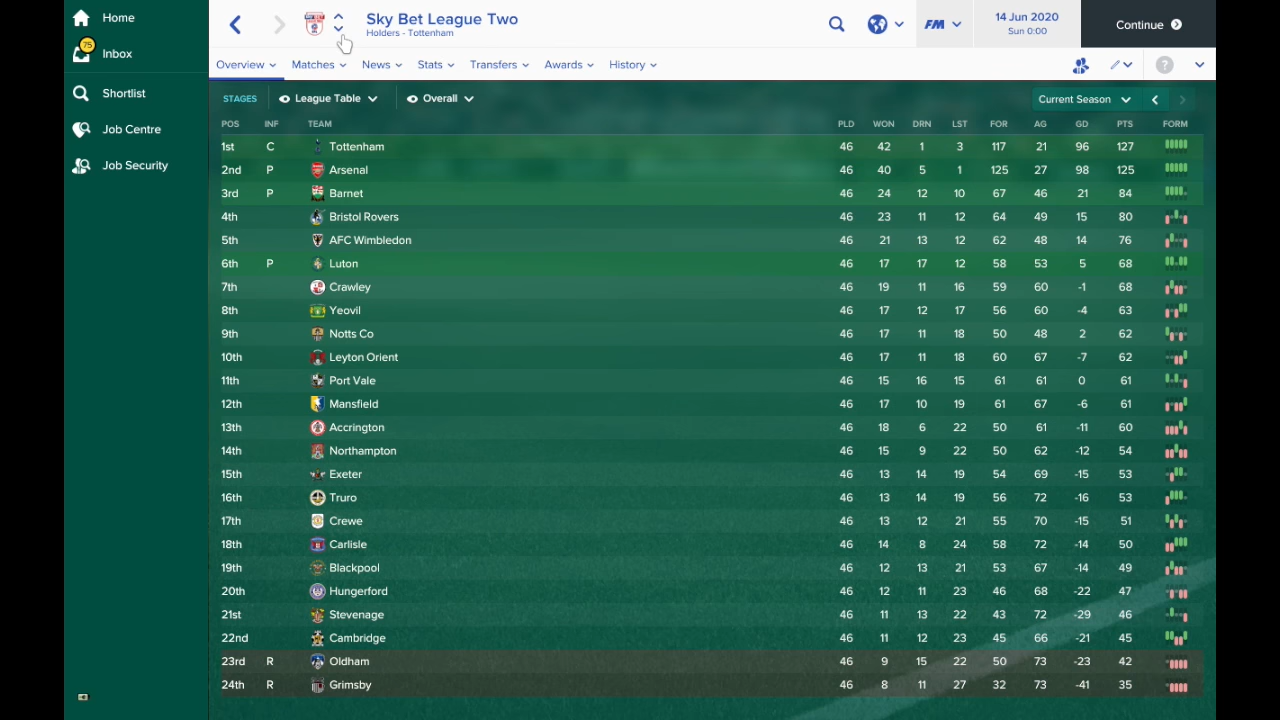 Home
Inbox
75
Shortlist
Job Centre
Job Security
Sky Bet League Two
Holders - Tottenham
FM
14 Jun 2020
Sun 0:00
Continue
Overview Matches News Stats Transfers Awards History
STAGES League Table Overall Current Season
POS INF TEAM PLD WON DRN LST FOR AG GD PTS FORM
1st C Tottenham 46 42 1 3 117 21 96 127
2nd P Arsenal 46 40 5 1 125 27 98 125
3rd P Barnet 46 24 12 10 67 46 21 84
4th Bristol Rovers 46 23 11 12 64 49 15 80
5th AFC Wimbledon 46 21 13 12 62 48 14 76
6th P Luton 46 17 17 12 58 53 5 68
7th Crawley 46 19 11 16 59 60 -1 68
8th Yeovil 46 17 12 17 56 60 -4 63
9th Notts Co 46 17 11 18 50 48 2 62
10th Leyton Orient 46 17 11 18 60 67 -7 62
11th Port Vale 46 15 16 15 61 61 0 61
12th Mansfield 46 17 10 19 61 67 -6 61
13th Accrington 46 18 6 22 50 61 -11 60
14th Northampton 46 15 9 22 50 62 -12 54
15th Exeter 46 13 14 19 54 69 -15 53
16th Truro 46 13 14 19 56 72 -16 53
17th Crewe 46 13 12 21 55 70 -15 51
18th Carlisle 46 14 8 24 58 72 -14 50
19th Blackpool 46 12 13 21 53 67 -14 49
20th Hungerford 46 12 11 23 46 68 -22 47
21st Stevenage 46 11 13 22 43 72 -29 46
22nd Cambridge 46 11 12 23 45 66 -21 45
23rd R Oldham 46 9 15 22 50 73 -23 42
24th R Grimsby 46 8 11 27 32 73 -41 35